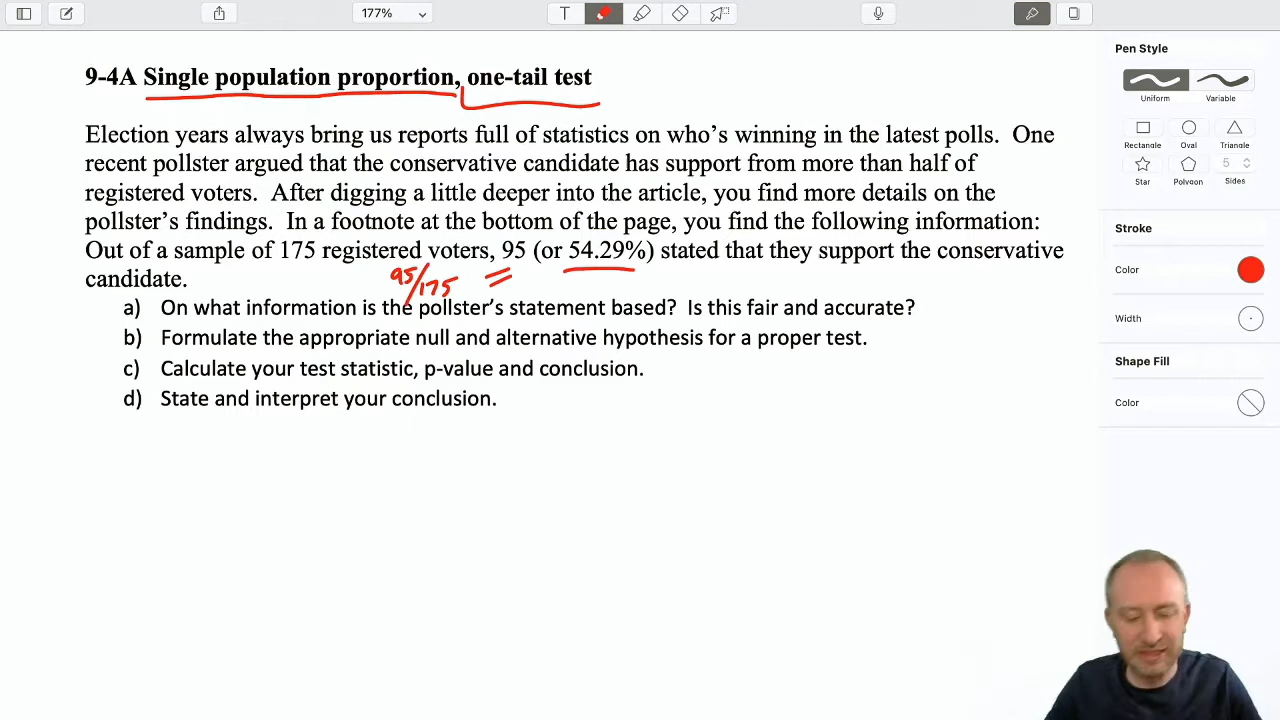 177%
T
Pen Style
Uniform
Variable
Rectangle
Oval
Triangle
5
Star
Polygon
Sides
Stroke
Color
Width
Shape Fill
Color
9-4A Single population proportion, one-tail test
Election years always bring us reports full of statistics on who's winning in the latest polls. One
recent pollster argued that the conservative candidate has support from more than half of
registered voters. After digging a little deeper into the article, you find more details on the
pollster's findings. In a footnote at the bottom of the page, you find the following information:
Out of a sample of 175 registered voters, 95 (or 54.29%) stated that they support the conservative
candidate.
95/175 =
a) On what information is the pollster's statement based? Is this fair and accurate?
b) Formulate the appropriate null and alternative hypothesis for a proper test.
c) Calculate your test statistic, p-value and conclusion.
d) State and interpret your conclusion.